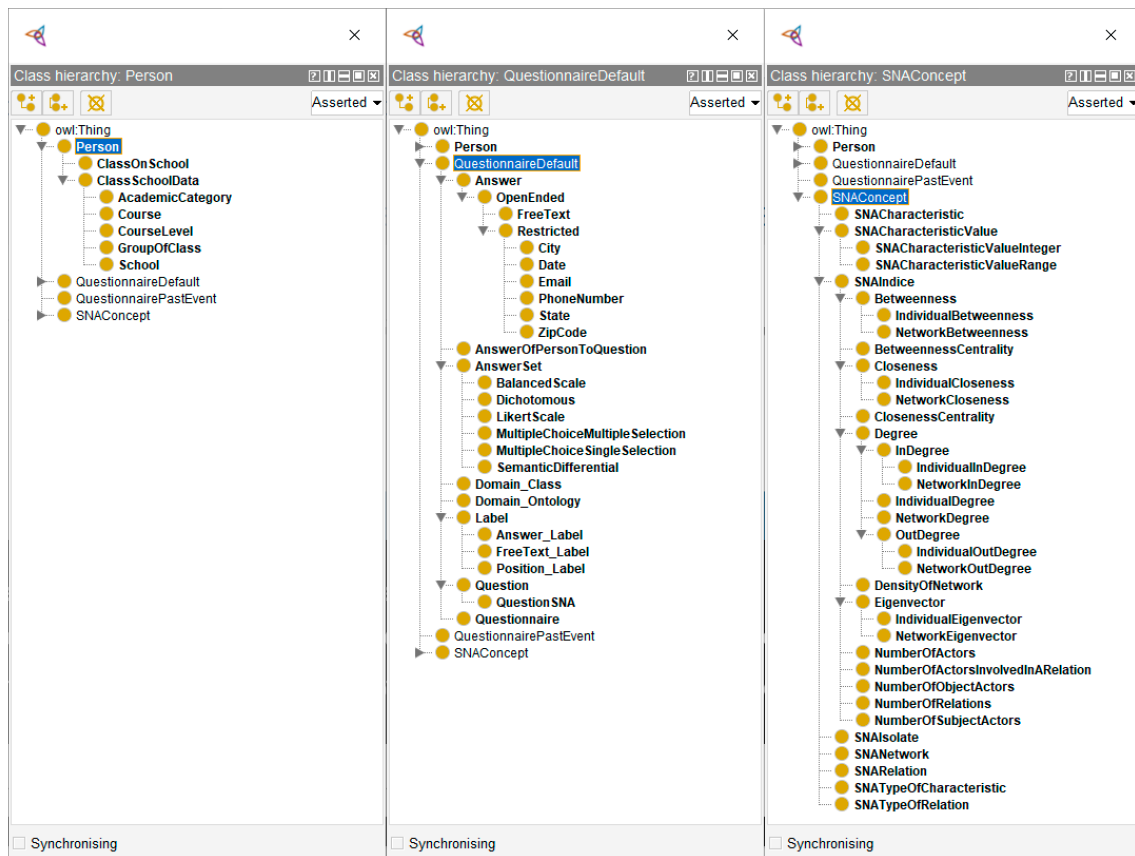 Class hierarchy: Person
Asserted
owl:Thing
Person
ClassOnSchool
ClassSchoolData
AcademicCategory
Course
CourseLevel
GroupOfClass
School
QuestionnaireDefault
QuestionnairePastEvent
SNAConcept
Synchronising
Class hierarchy: QuestionnaireDefault
Asserted
owl:Thing
Person
QuestionnaireDefault
Answer
OpenEnded
FreeText
Restricted
City
Date
Email
PhoneNumber
State
ZipCode
AnswerOfPersonToQuestion
AnswerSet
BalancedScale
Dichotomous
LikertScale
MultipleChoiceMultipleSelection
MultipleChoiceSingleSelection
SemanticDifferential
Domain_Class
Domain_Ontology
Label
Answer_Label
FreeText_Label
Position_Label
Question
QuestionSNA
Questionnaire
QuestionnairePastEvent
SNAConcept
Synchronising
Class hierarchy: SNAConcept
Asserted
owl:Thing
Person
QuestionnaireDefault
QuestionnairePastEvent
SNAConcept
SNACharacteristic
SNACharacteristicValue
SNACharacteristicValueInteger
SNACharacteristicValueRange
SNAIndice
Betweenness
IndividualBetweenness
NetworkBetweenness
BetweennessCentrality
Closeness
IndividualCloseness
NetworkCloseness
ClosenessCentrality
Degree
InDegree
IndividualInDegree
NetworkInDegree
IndividualDegree
NetworkDegree
OutDegree
IndividualOutDegree
NetworkOutDegree
DensityOfNetwork
Eigenvector
IndividualEigenvector
NetworkEigenvector
NumberOfActors
NumberOfActorsInvolvedInARelation
NumberOfObjectActors
NumberOfRelations
NumberOfSubjectActors
SNAIsolate
SNANetwork
SNARelation
SNATypeOfCharacteristic
SNATypeOfRelation
Synchronising